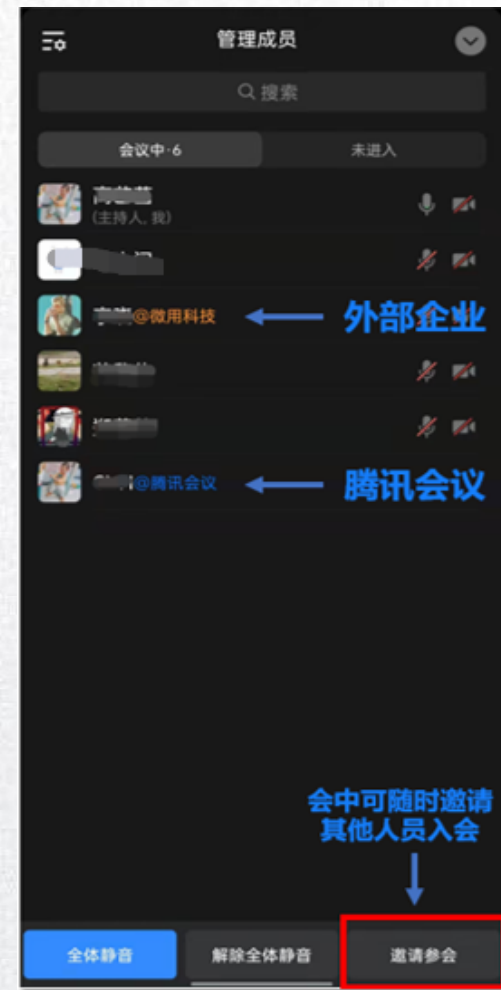 管理成员
搜索
会议中·6
未进入
(主持人, 我)
@微用科技
外部企业
@腾讯会议
腾讯会议
会中可随时邀请
其他人员入会
全体静音
解除全体静音
邀请参会